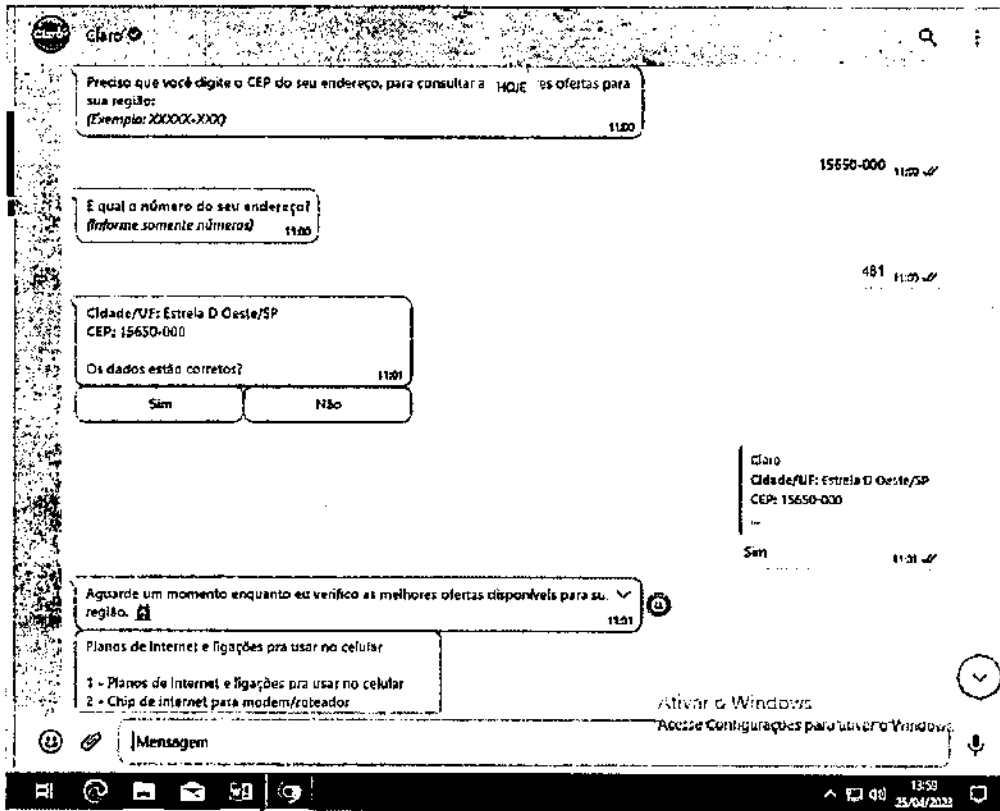 Claro
Preciso que você digite o CEP do seu endereço, para consultar a HOJE es ofertas para
sua região:
(Exemplo: XXXXX-XXX)
11:00
15650-000 11:00
E qual o número do seu endereço?
(Informe somente números) 11:00
481
Cidade/UF: Estrela D Oeste/SP
CEP: 15650-000
Os dados estão corretos? 11:01
Sim Não
Claro
Cidade/UF: Estrela D Oeste/SP
CEP: 15650-000
...
Sim 11:01
Aguarde um momento enquanto eu verifico as melhores ofertas disponíveis para su
região. 11:01
Planos de Internet e ligações pra usar no celular
1 - Planos de Internet e ligações pra usar no celular
2 - Chip de internet para modem/roteador
Ativar o Windows
Acesse Configurações para ativar o Windows.
Mensagem
13:59
25/04/2023